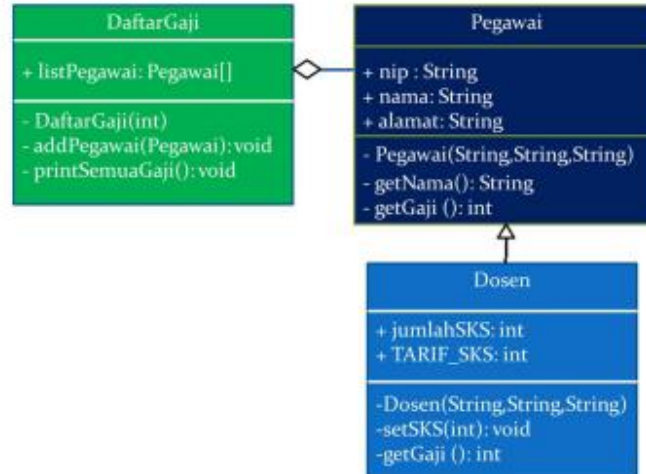 DaftarGaji
+ listPegawai: Pegawai[]
- DaftarGaji(int)
- addPegawai(Pegawai): void
- printSemuaGaji(): void
Pegawai
+ nip : String
+ nama: String
+ alamat: String
- Pegawai(String,String,String)
- getNama(): String
- getGaji (): int
Dosen
+ jumlahSKS: int
+ TARIF_SKS: int
-Dosen(String,String,String)
-setSKS(int): void
-getGaji (): int